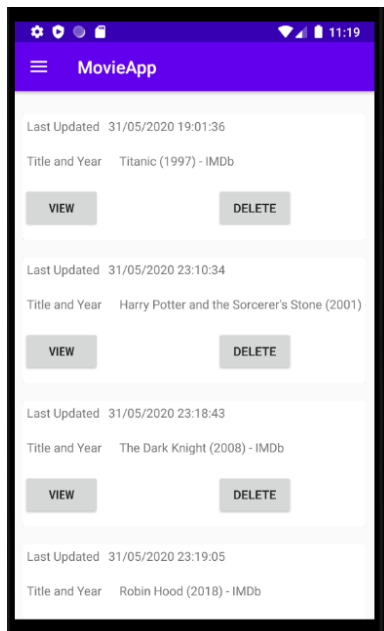 11:19
MovieApp
Last Updated 31/05/2020 19:01:36
Title and Year Titanic (1997) - IMDb
VIEW DELETE
Last Updated 31/05/2020 23:10:34
Title and Year Harry Potter and the Sorcerer's Stone (2001)
VIEW DELETE
Last Updated 31/05/2020 23:18:43
Title and Year The Dark Knight (2008) - IMDb
VIEW DELETE
Last Updated 31/05/2020 23:19:05
Title and Year Robin Hood (2018) - IMDb